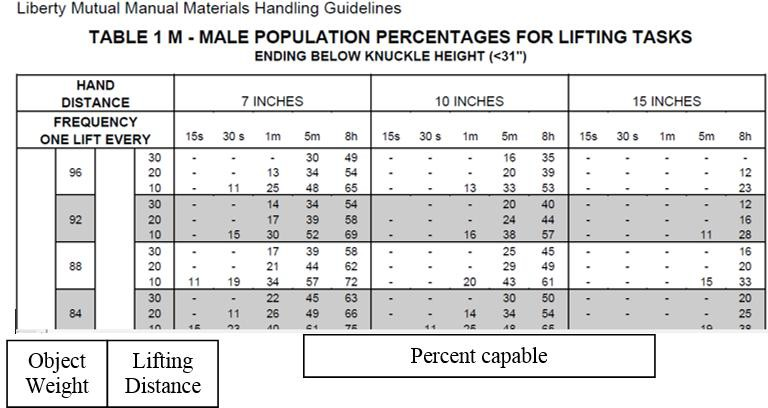 Liberty Mutual Manual Materials Handling Guidelines
TABLE 1 M - MALE POPULATION PERCENTAGES FOR LIFTING TASKS
ENDING BELOW KNUCKLE HEIGHT (<31")
HAND DISTANCE 7 INCHES 10 INCHES 15 INCHES
FREQUENCY ONE LIFT EVERY 15s 30 s 1m 5m 8h 15s 30 s 1m 5m 8h 15s 30 s 1m 5m 8h
30 - - - 30 49 - - - 16 35 - - - - -
96 20 - - 13 34 54 - - - 20 39 - - - - 12
10 - 11 25 48 65 - - 13 33 53 - - - - 23
30 - - 14 34 54 - - - 20 40 - - - - 12
92 20 - - 17 39 58 - - - 24 44 - - - - 16
10 - 15 30 52 69 - - 16 38 57 - - - 11 28
30 - - 17 39 58 - - - 25 45 - - - - 16
88 20 - - 21 44 62 - - - 29 49 - - - - 20
10 11 19 34 57 72 - - 20 43 61 - - - 15 33
30 - - 22 45 63 - - - 30 50 - - - - 20
84 20 - 11 26 49 66 - - 14 34 54 - - - - 25
10 15 23 40 61 75 - 11 25 48 65 - - - 19 38
Object Weight
Lifting Distance
Percent capable